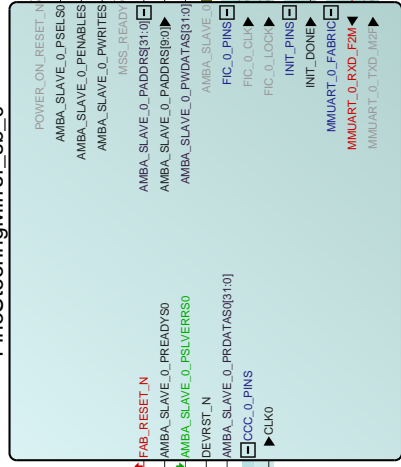 POWER_ON_RESET_N
AMBA_SLAVE_0_PSELS0
AMBA_SLAVE_0_PENABLES
AMBA_SLAVE_0_PWRITES
MSS_READY
AMBA_SLAVE_0_PADDRS[31:0]
AMBA_SLAVE_0_PADDRS[9:0]
AMBA_SLAVE_0_PWDATAS[31:0]
AMBA_SLAVE_0
FIC_0_PINS
FIC_0_CLK
FIC_0_LOCK
INIT_PINS
INIT_DONE
MMUART_0_FABRIC
MMUART_0_RXD_F2M
MMUART_0_TXD_M2F
FAB_RESET_N
AMBA_SLAVE_0_PREADYS0
AMBA_SLAVE_0_PSLVERRS0
DEVRST_N
AMBA_SLAVE_0_PRDATAS0[31:0]
CCC_0_PINS
CLK0